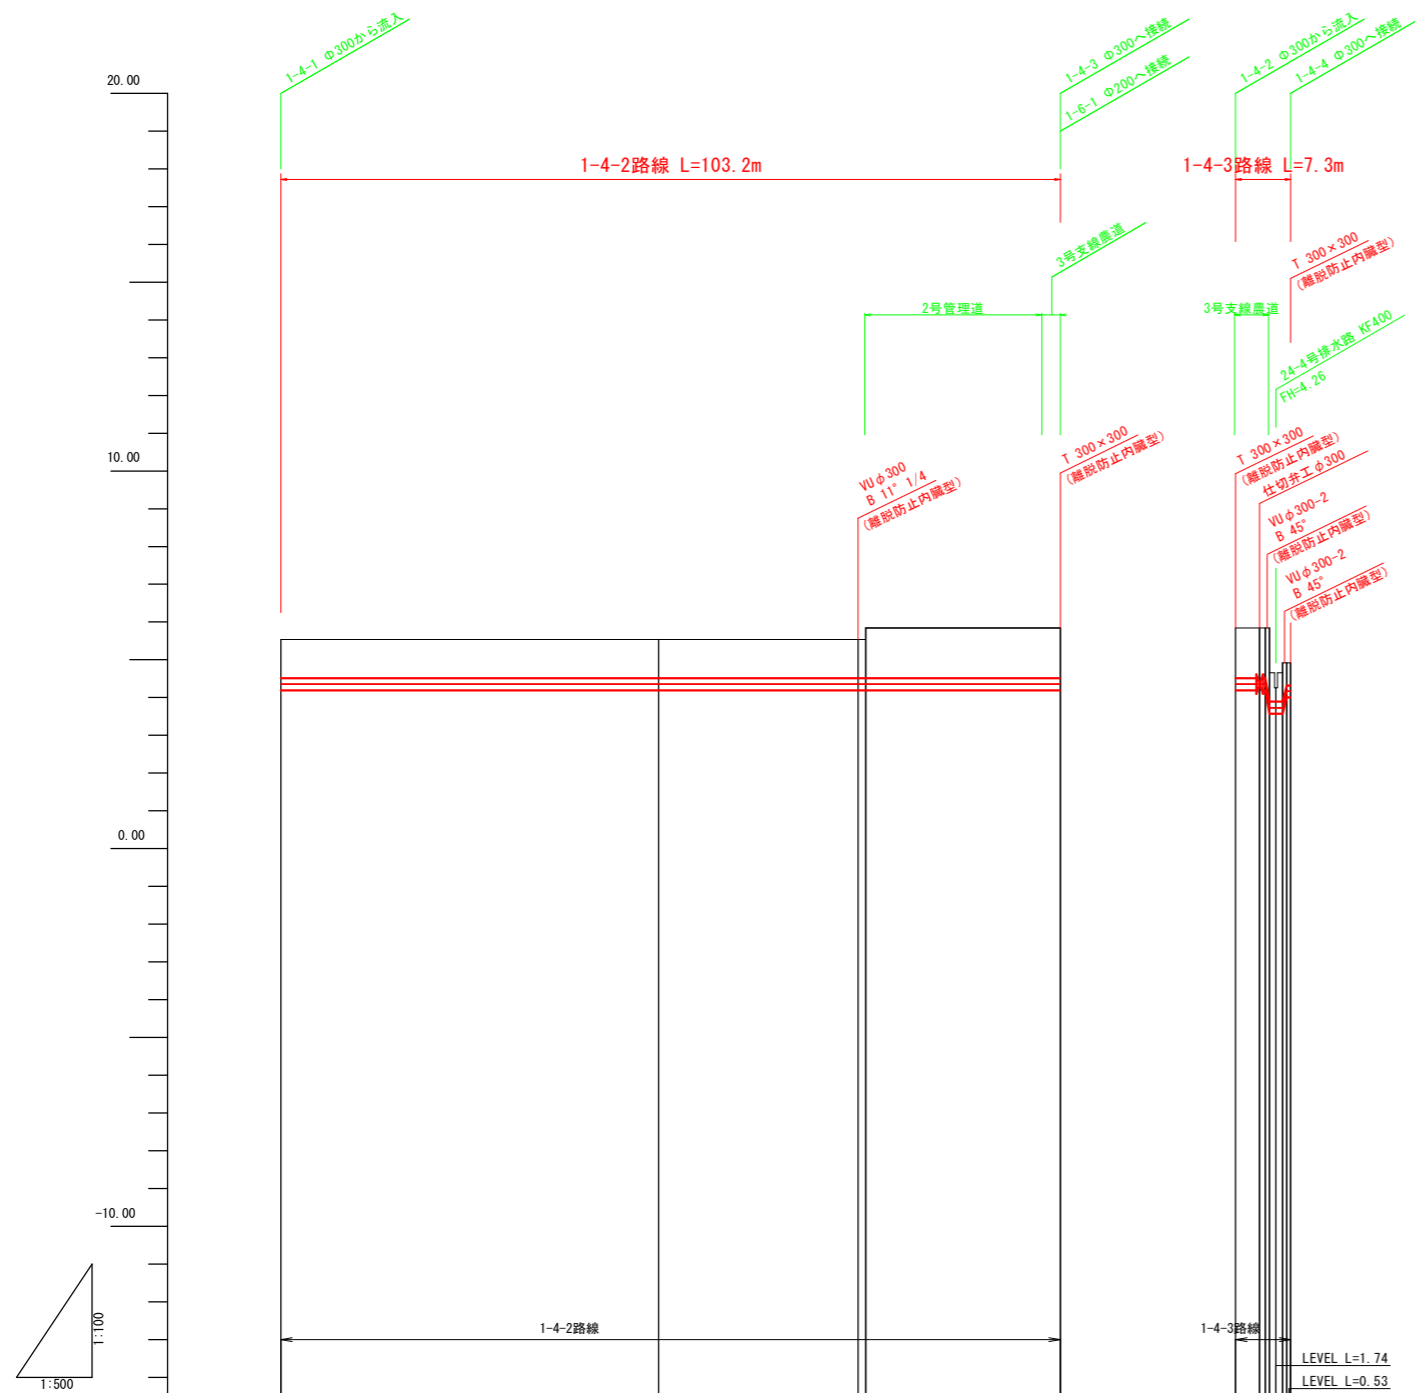 1-4-1 Φ300から流入
1-4-3 Φ300へ接続
1-6-1 Φ200へ接続
1-4-2 Φ300から流入
1-4-4 Φ300へ接続
20.00
1-4-2路線 L=103.2m
1-4-3路線 L=7.3m
3号支線農道
T 300×300
(離脱防止内臓型)
2号管理道
3号支線農道
24-4号排水路 KF400
FH=4.26
10.00
VUφ300
B 11° 1/4
(離脱防止内臓型)
T 300×300
(離脱防止内臓型)
T 300×300
(離脱防止内臓型)
仕切弁工φ300
VUφ300-2
B 45°
(離脱防止内臓型)
VUφ300-2
B 45°
(離脱防止内臓型)
0.00
-10.00
1:100
1:500
1-4-2路線
1-4-3路線
LEVEL L=1.74
LEVEL L=0.53